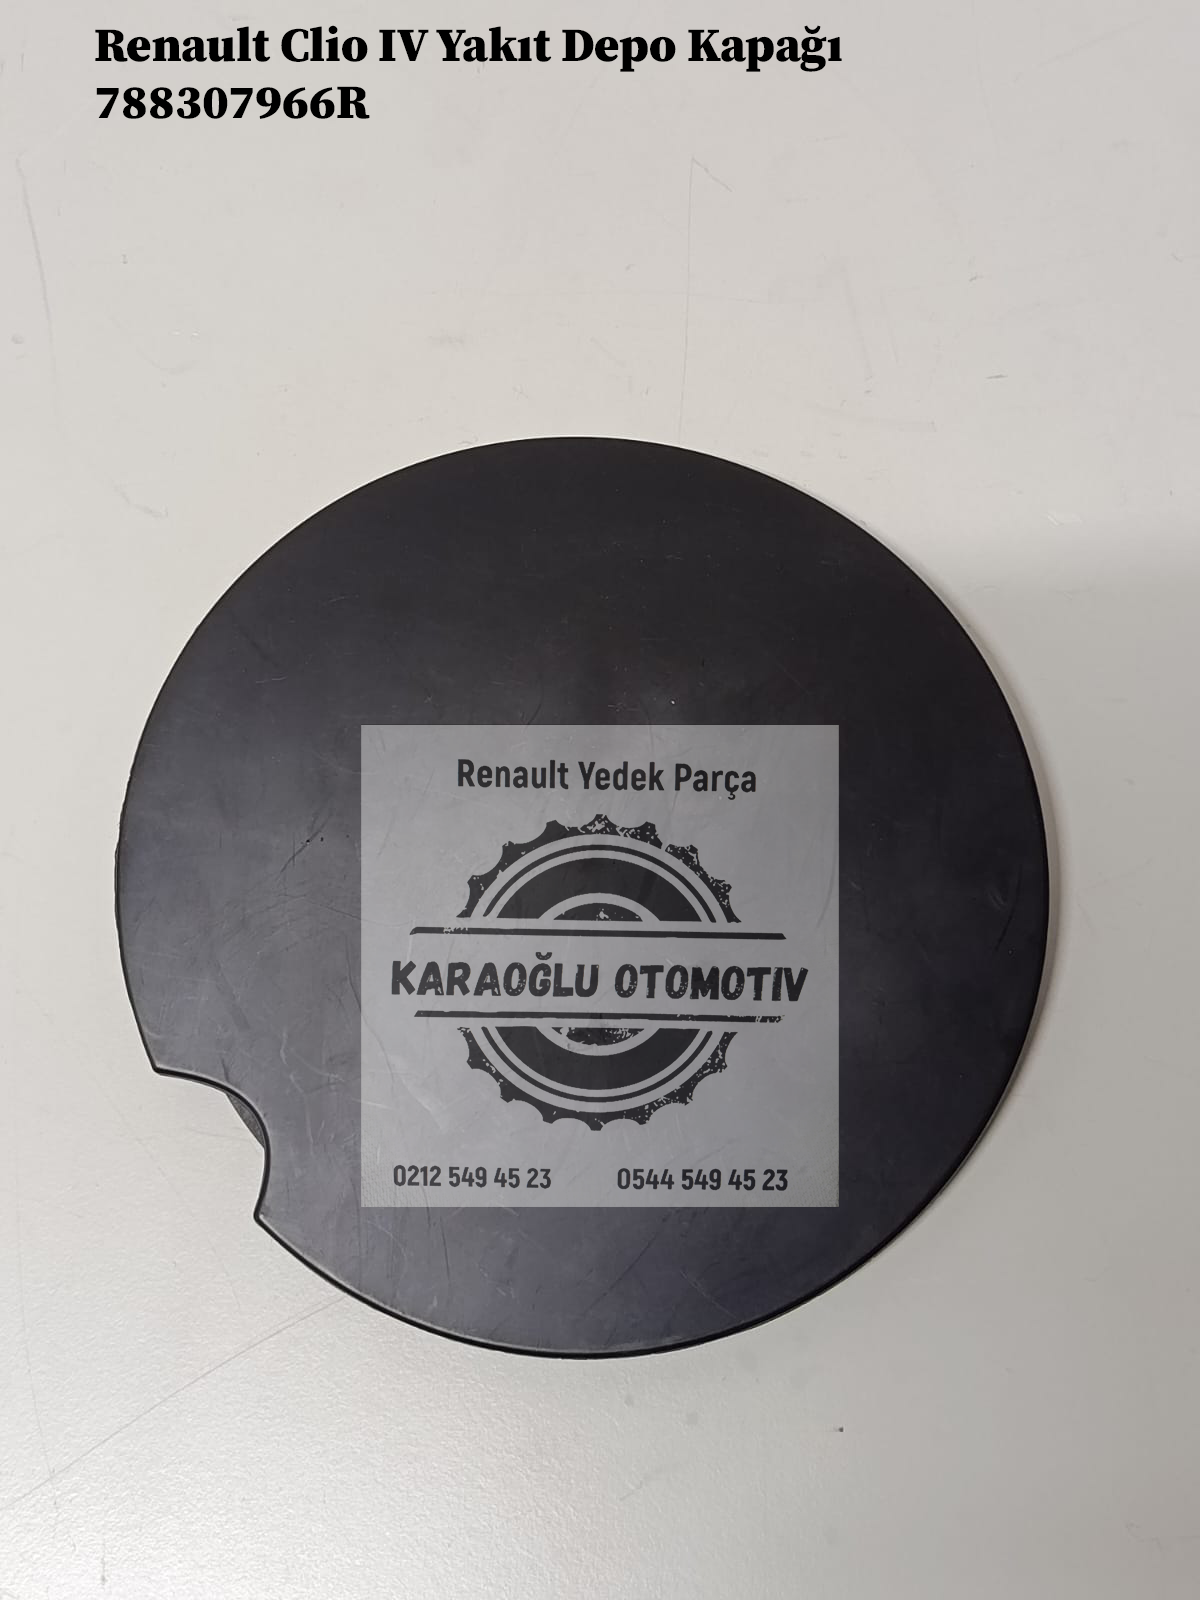 Renault Clio IV Yakıt Depo Kapağı
788307966R
Renault Yedek Parça
KARAOĞLU OTOMOTIV
0212 549 45 23 0544 549 45 23